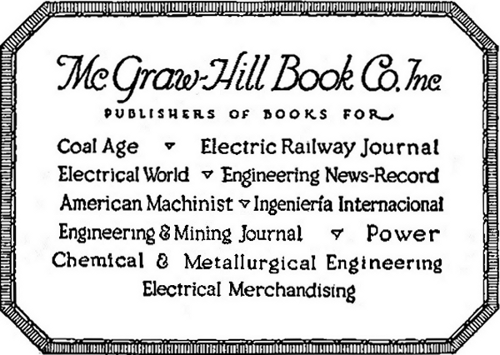 McGraw-Hill Book Co. Inc
PUBLISHERS OF BOOKS FOR
Coal Age ▿ Electric Railway Journal
Electrical World ▿ Engineering News-Record
American Machinist ▿ Ingeniería Internacional
Engineering & Mining Journal ▿ Power
Chemical & Metallurgical Engineering
Electrical Merchandising